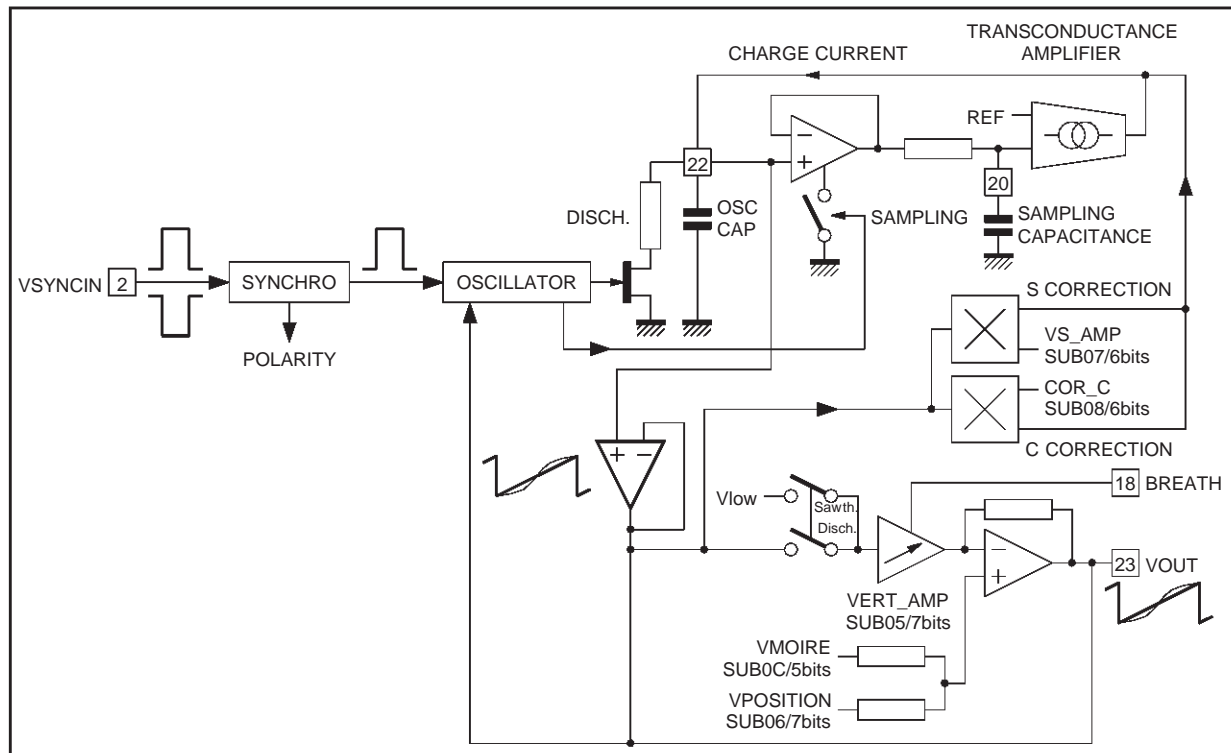 TRANSCONDUCTANCE
AMPLIFIER
CHARGE CURRENT
REF
22
20
DISCH.
OSC
CAP
SAMPLING
SAMPLING
CAPACITANCE
VSYNCIN
2
SYNCHRO
OSCILLATOR
POLARITY
S CORRECTION
VS_AMP
SUB07/6bits
COR_C
SUB08/6bits
C CORRECTION
+
−
−
+
Vlow
Sawth.
Disch.
18
BREATH
−
+
23
VOUT
VERT_AMP
SUB05/7bits
VMOIRE
SUB0C/5bits
VPOSITION
SUB06/7bits